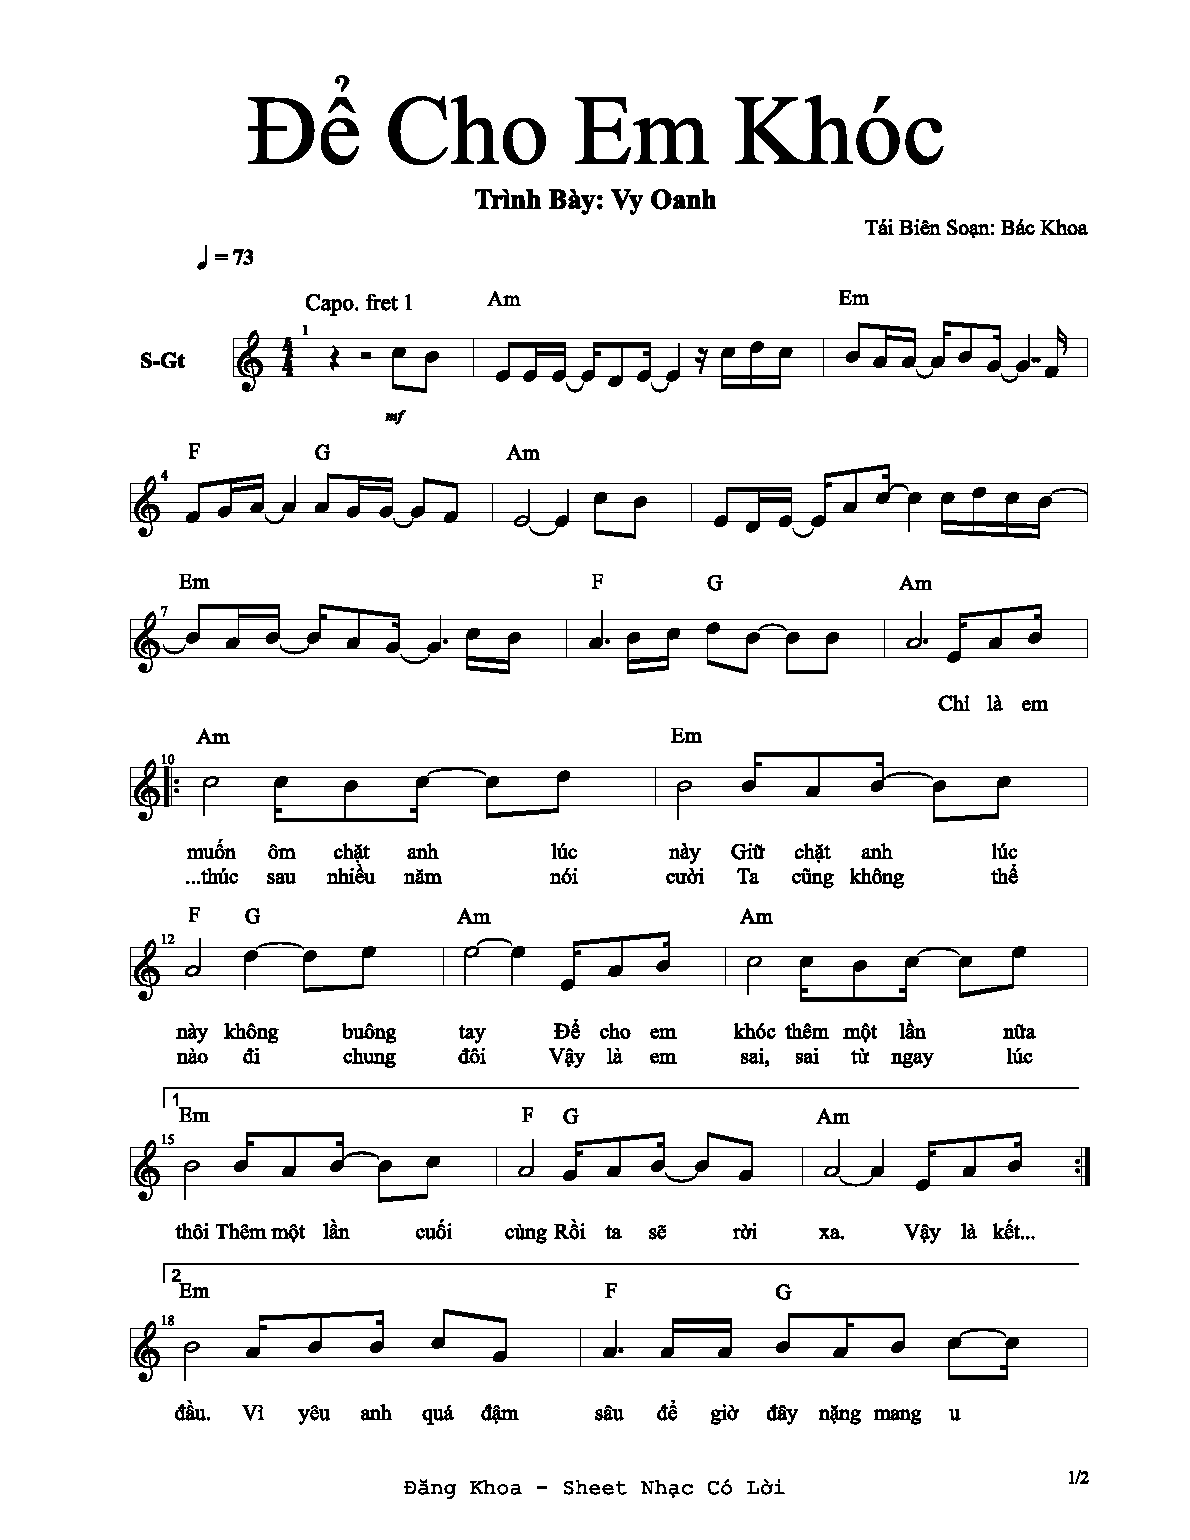 Để Cho Em Khóc
Trình Bày: Vy Oanh
Tái Biên Soạn: Bác Khoa
= 73
Capo. fret 1 Am Em
1
S-Gt
mf
F G Am
4
Em F G Am
7
Chỉ là em
Am Em
10
muốn ôm chặt anh lúc này Giữ chặt anh lúc
...thúc sau nhiều năm nói cười Ta cũng không thể
F G Am Am
12
này không buông tay Để cho em khóc thêm một lần nữa
nào đi chung đôi Vậy là em sai, sai từ ngay lúc
1
Em F G Am
15
thôi Thêm một lần cuối cùng Rồi ta sẽ rời xa. Vậy là kết...
2
Em F G
18
đầu. Vì yêu anh quá đậm sâu để giờ đây nặng mang u
1/2
Đăng Khoa - Sheet Nhạc Có Lời